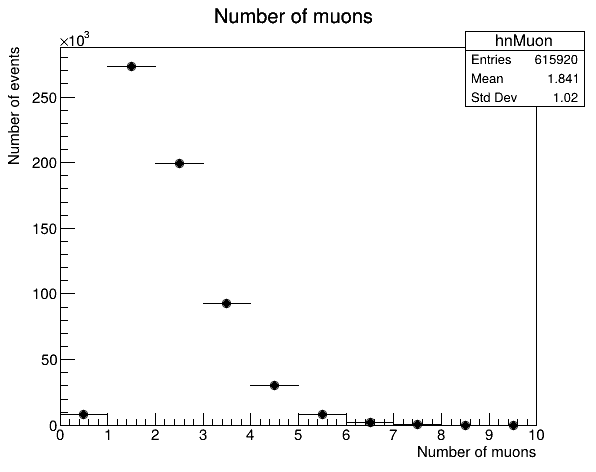 Number of muons
×10³
hnMuon
Entries 615920
Mean 1.841
Std Dev 1.02
Number of events
250
200
150
100
50
0
0 1 2 3 4 5 6 7 8 9 10
Number of muons